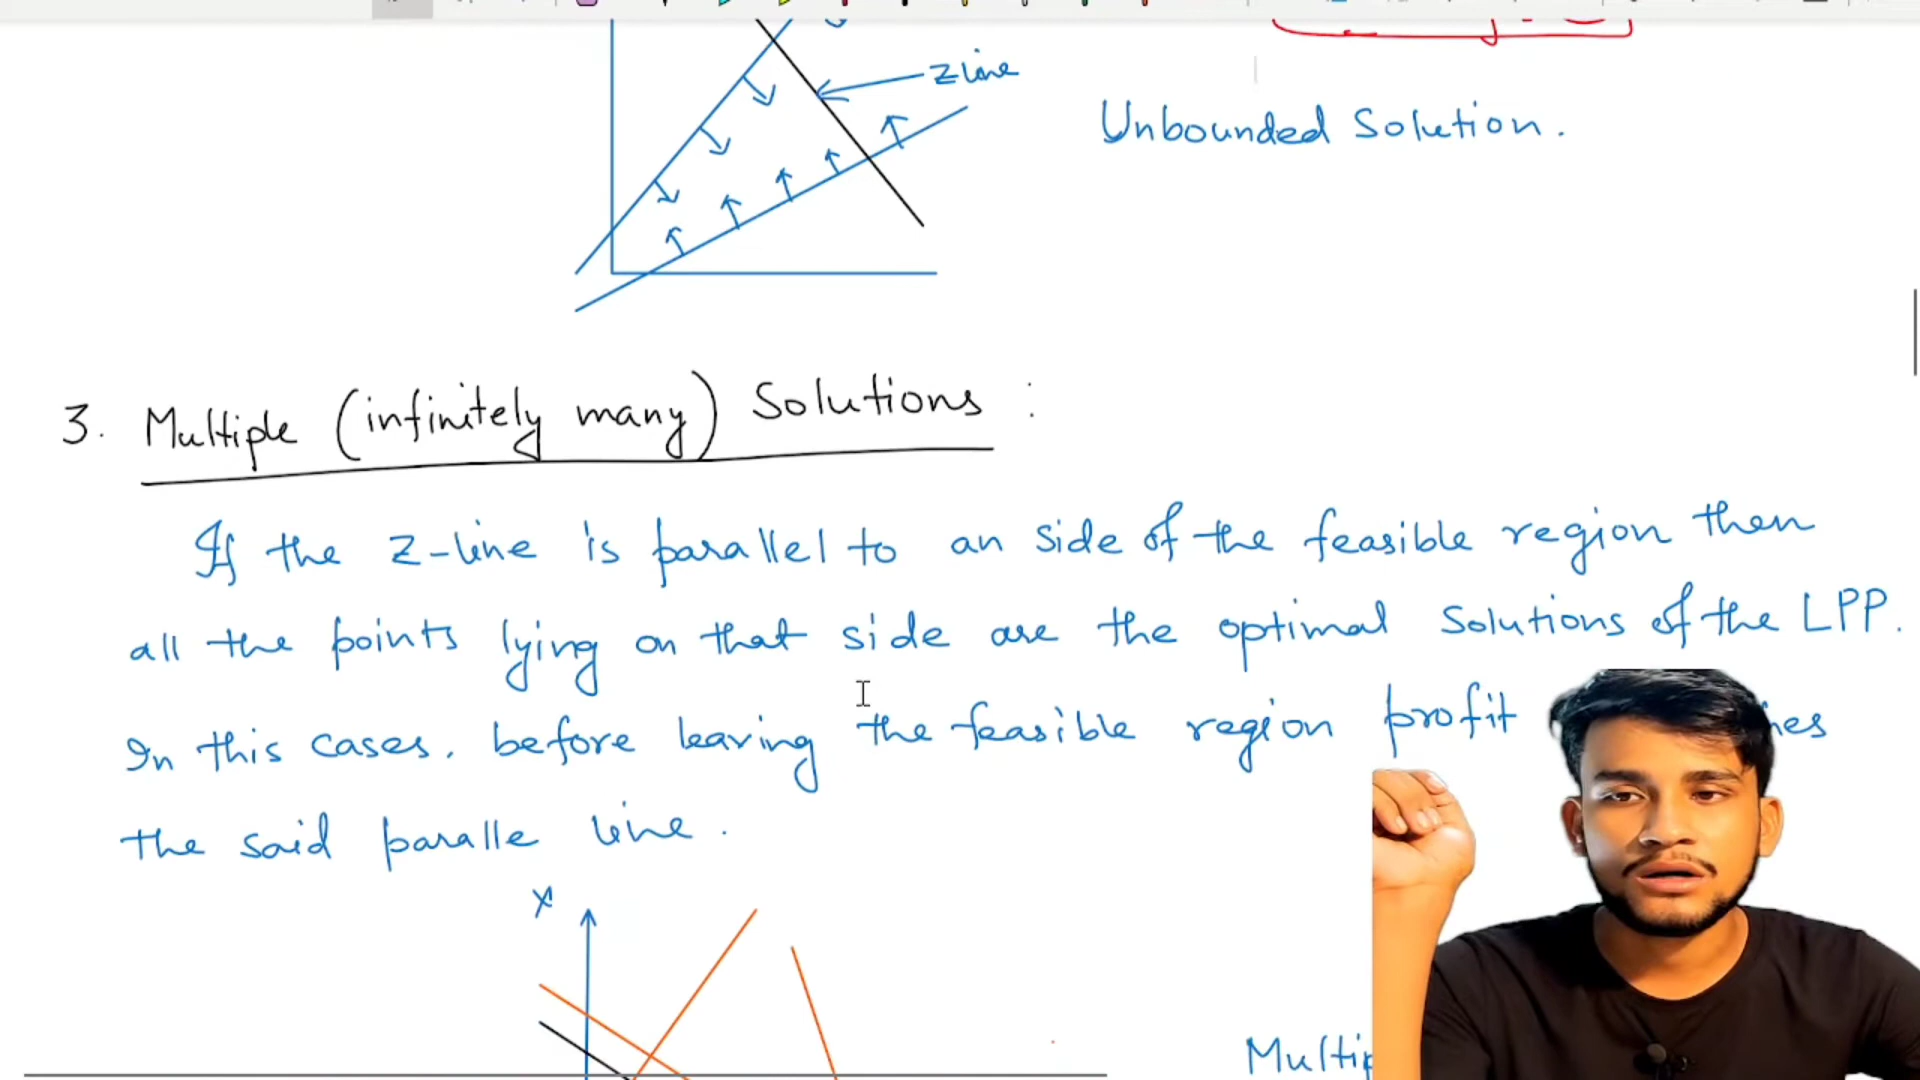 z line
Unbounded Solution.
3. Multiple (infinitely many) Solutions :
If the z-line is parallel to an side of the feasible region then
all the points lying on that side are the optimal solutions of the LPP.
In this cases. before leaving the feasible region profit
the said paralle line.
x